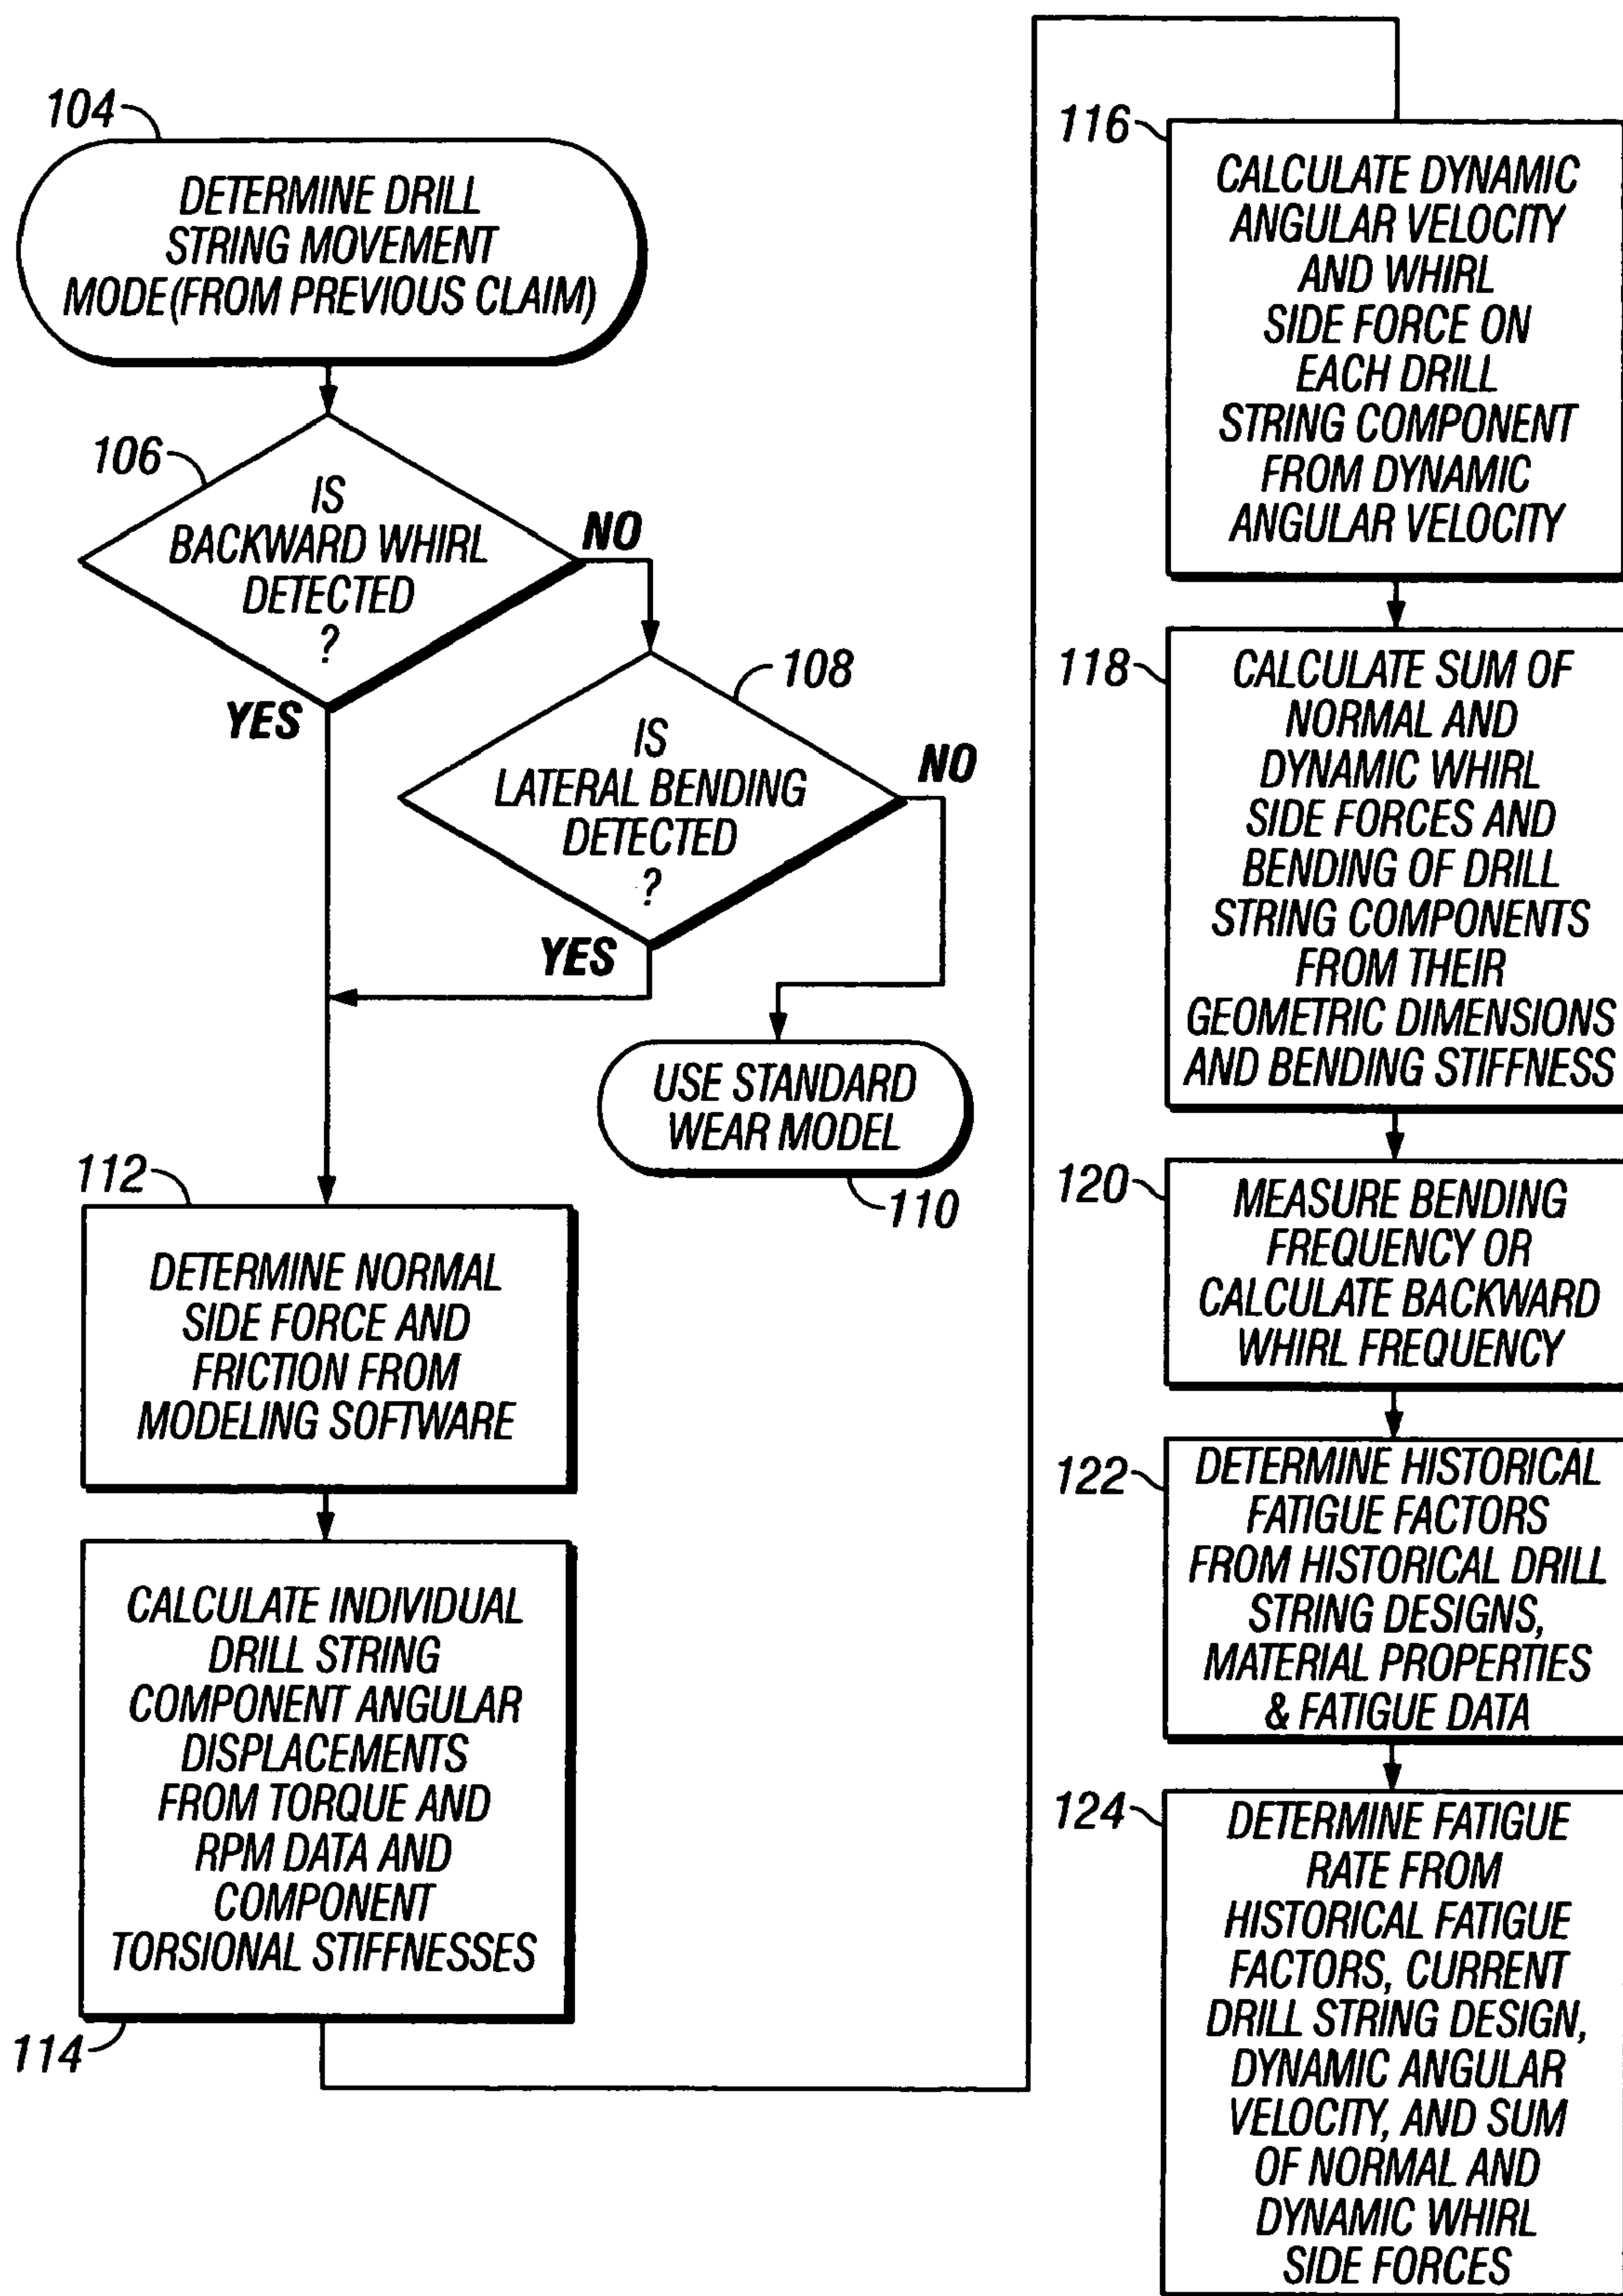 104
DETERMINE DRILL
STRING MOVEMENT
MODE(FROM PREVIOUS CLAIM)
106
IS
BACKWARD WHIRL
DETECTED
?
NO
YES
108
IS
LATERAL BENDING
DETECTED
?
NO
YES
USE STANDARD
WEAR MODEL
110
112
DETERMINE NORMAL
SIDE FORCE AND
FRICTION FROM
MODELING SOFTWARE
CALCULATE INDIVIDUAL
DRILL STRING
COMPONENT ANGULAR
DISPLACEMENTS
FROM TORQUE AND
RPM DATA AND
COMPONENT
TORSIONAL STIFFNESSES
114
116
CALCULATE DYNAMIC
ANGULAR VELOCITY
AND WHIRL
SIDE FORCE ON
EACH DRILL
STRING COMPONENT
FROM DYNAMIC
ANGULAR VELOCITY
118
CALCULATE SUM OF
NORMAL AND
DYNAMIC WHIRL
SIDE FORCES AND
BENDING OF DRILL
STRING COMPONENTS
FROM THEIR
GEOMETRIC DIMENSIONS
AND BENDING STIFFNESS
120
MEASURE BENDING
FREQUENCY OR
CALCULATE BACKWARD
WHIRL FREQUENCY
122
DETERMINE HISTORICAL
FATIGUE FACTORS
FROM HISTORICAL DRILL
STRING DESIGNS,
MATERIAL PROPERTIES
& FATIGUE DATA
124
DETERMINE FATIGUE
RATE FROM
HISTORICAL FATIGUE
FACTORS, CURRENT
DRILL STRING DESIGN,
DYNAMIC ANGULAR
VELOCITY, AND SUM
OF NORMAL AND
DYNAMIC WHIRL
SIDE FORCES